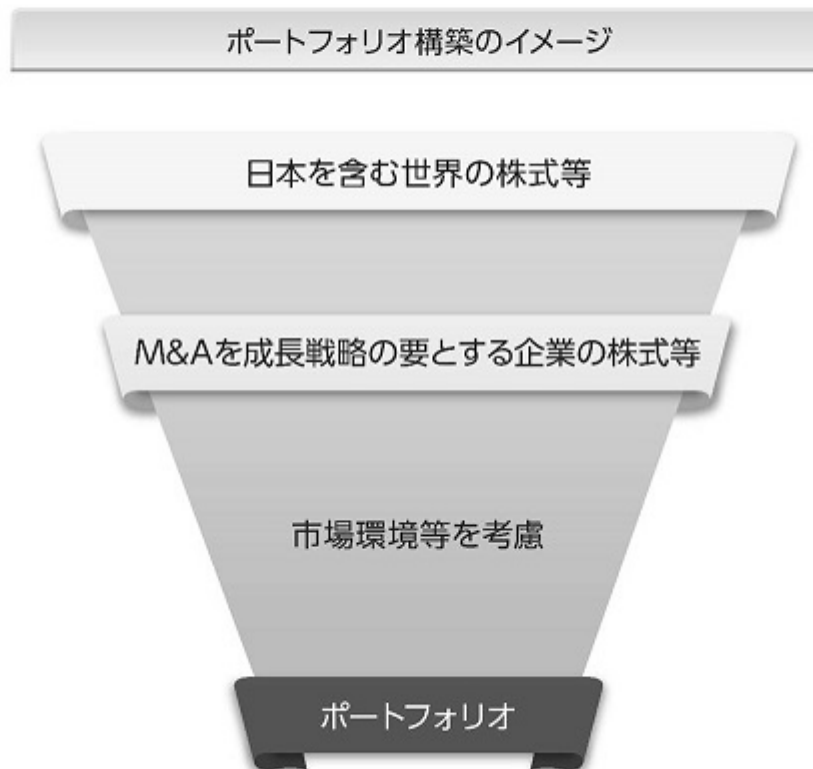 ポートフォリオ構築のイメージ
日本を含む世界の株式等
M&Aを成長戦略の要とする企業の株式等
市場環境等を考慮
ポートフォリオ